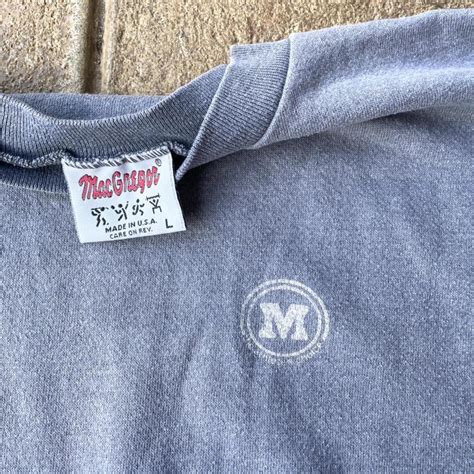 MacGregor®
MADE IN U.S.A.
CARE ON REV.
L
M